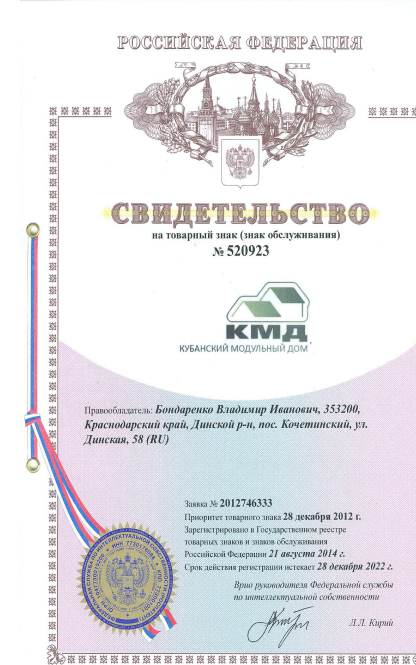 РОССИЙСКАЯ ФЕДЕРАЦИЯ
СВИДЕТЕЛЬСТВО
на товарный знак (знак обслуживания)
№ 520923
КМД
КУБАНСКИЙ МОДУЛЬНЫЙ ДОМ
Правообладатель: Бондаренко Владимир Иванович, 353200,
Краснодарский край, Динской р-н, пос. Кочетинский, ул.
Динская, 58 (RU)
Заявка № 2012746333
Приоритет товарного знака 28 декабря 2012 г.
Зарегистрировано в Государственном реестре
товарных знаков и знаков обслуживания
Российской Федерации 21 августа 2014 г.
Срок действия регистрации истекает 28 декабря 2022 г.
Врио руководителя Федеральной службы
по интеллектуальной собственности
Л.Л. Кирий